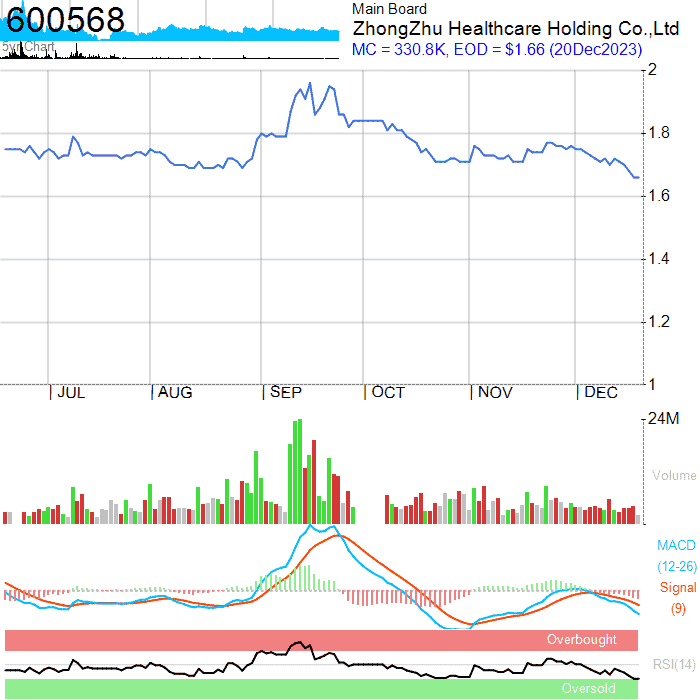 600568
5yr Chart
Main Board
ZhongZhu Healthcare Holding Co.,Ltd
MC = 330.8K, EOD = $1.66 (20Dec2023)
2
1.8
1.6
1.4
1.2
1
JUL
AUG
SEP
OCT
NOV
DEC
24M
Volume
MACD
(12-26)
Signal
(9)
Overbought
RSI(14)
Oversold